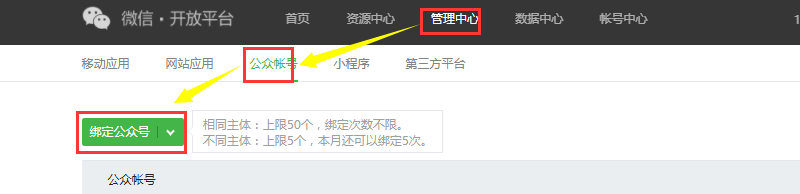 微信·开放平台 首页 资源中心 管理中心 数据中心 帐号中心 1
移动应用 网站应用 公众帐号 小程序 第三方平台
绑定公众号
相同主体：上限50个，绑定次数不限。
不同主体：上限5个，本月还可以绑定5次。
公众帐号